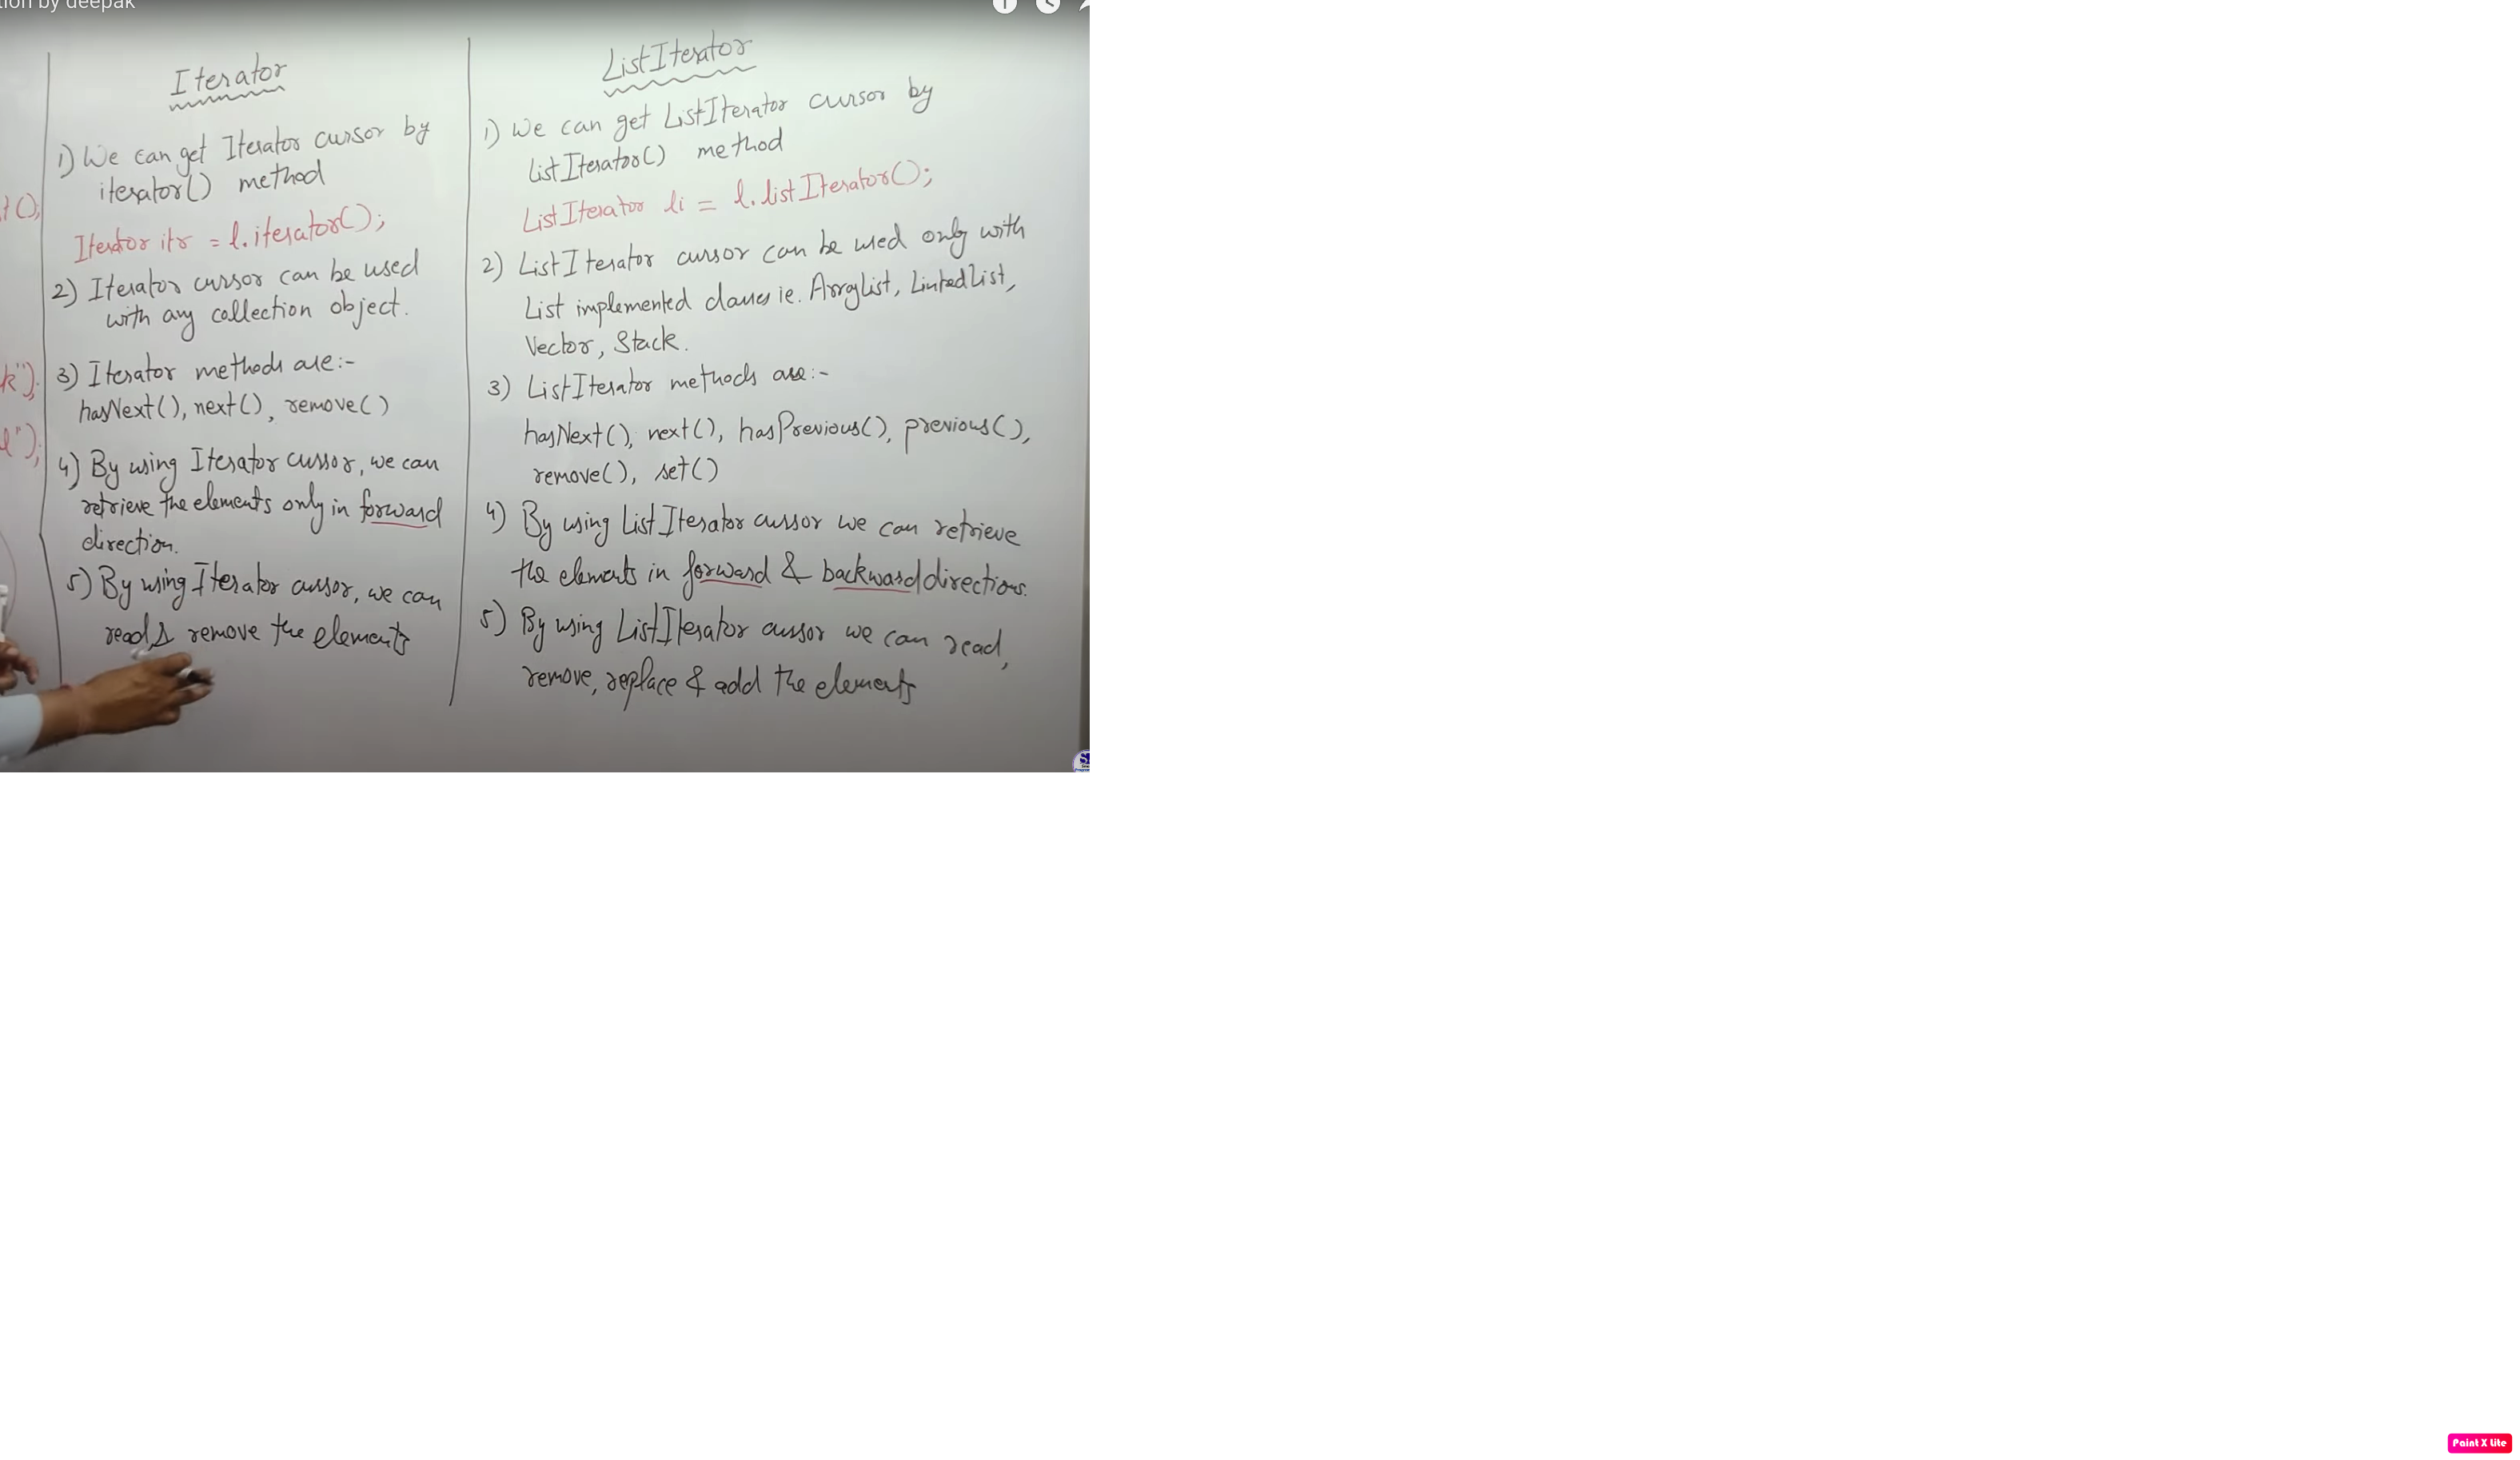 tion by deepak
Iterator
1) We can get Iterator cursor by
iterator() method
Iterator itr = l.iterator();
2) Iterator cursor can be used
with any collection object.
3) Iterator methods are:-
hasNext(), next(), remove()
4) By using Iterator cursor, we can
retrieve the elements only in forward
direction.
5) By using Iterator cursor, we can
read & remove the elements
ListIterator
1) We can get ListIterator cursor by
listIterator() method
ListIterator li = l.listIterator();
2) ListIterator cursor can be used only with
List implemented classes ie. ArrayList, LinkedList,
Vector, Stack.
3) ListIterator methods are:-
hasNext(), next(), hasPrevious(), previous(),
remove(), set()
4) By using ListIterator cursor we can retrieve
the elements in forward & backward directions.
5) By using ListIterator cursor we can read,
remove, replace & add the elements
t();
k");
l");
Paint X Lite